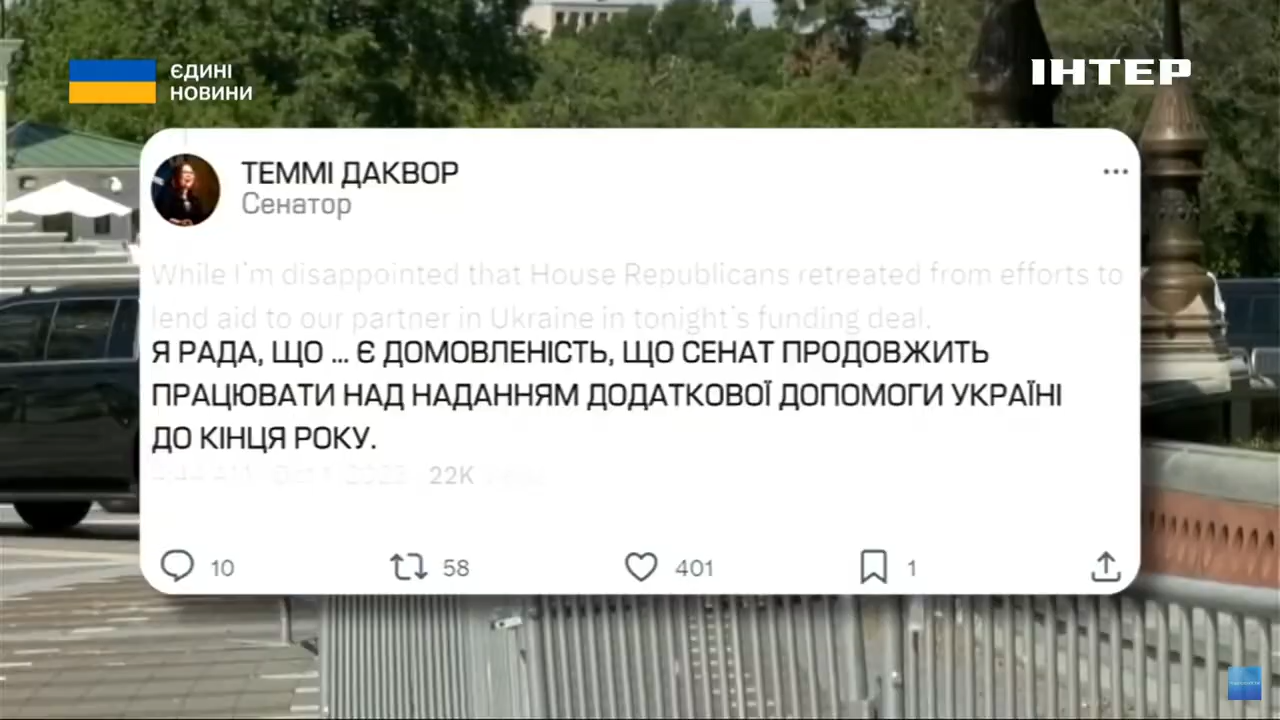 ЄДИНІ
НОВИНИ
ІНТЕР
ТЕММІ ДАКВОР
Сенатор
While I'm disappointed that House Republicans retreated from efforts to
lend aid to our partner in Ukraine in tonight's funding deal.
Я РАДА, ЩО ... Є ДОМОВЛЕНІСТЬ, ЩО СЕНАТ ПРОДОВЖИТЬ
ПРАЦЮВАТИ НАД НАДАННЯМ ДОДАТКОВОЇ ДОПОМОГИ УКРАЇНІ
ДО КІНЦЯ РОКУ.
22K
10
58
401
1